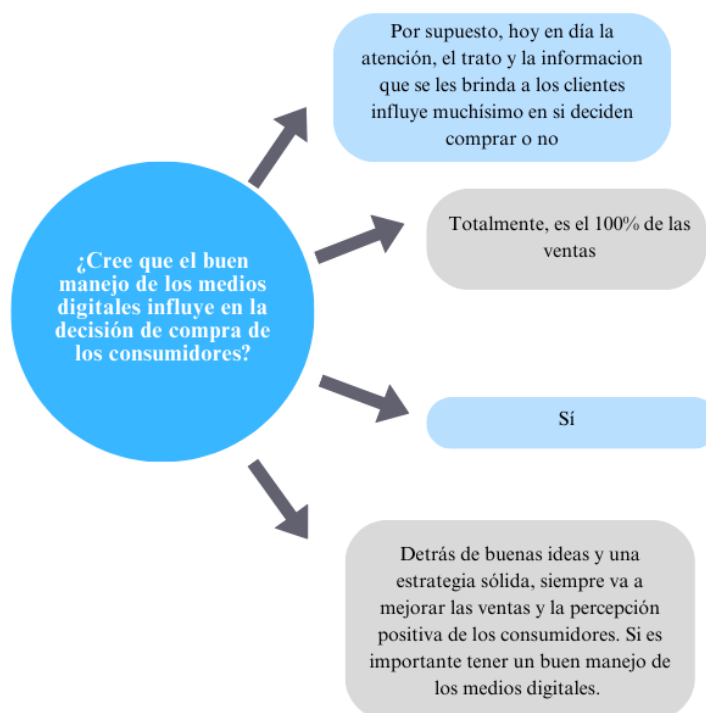 Por supuesto, hoy en día la
atención, el trato y la informacion
que se les brinda a los clientes
influye muchísimo en si deciden
comprar o no
¿Cree que el buen
manejo de los medios
digitales influye en la
decisión de compra de
los consumidores?
Totalmente, es el 100% de las
ventas
Sí
Detrás de buenas ideas y una
estrategia sólida, siempre va a
mejorar las ventas y la percepción
positiva de los consumidores. Si es
importante tener un buen manejo de
los medios digitales.